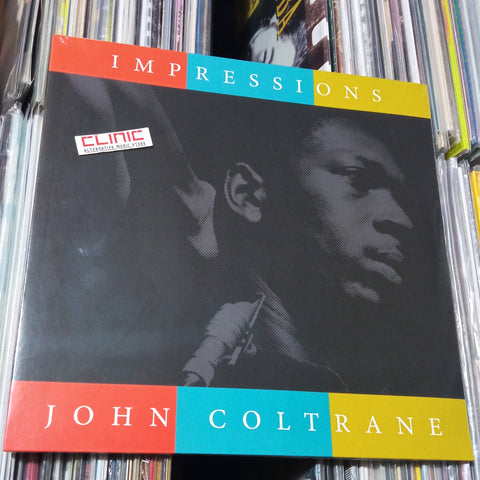 IMPRESSIONS
CLINIC
ALTERNATIVE MUSIC STORE
JOHN COLTRANE